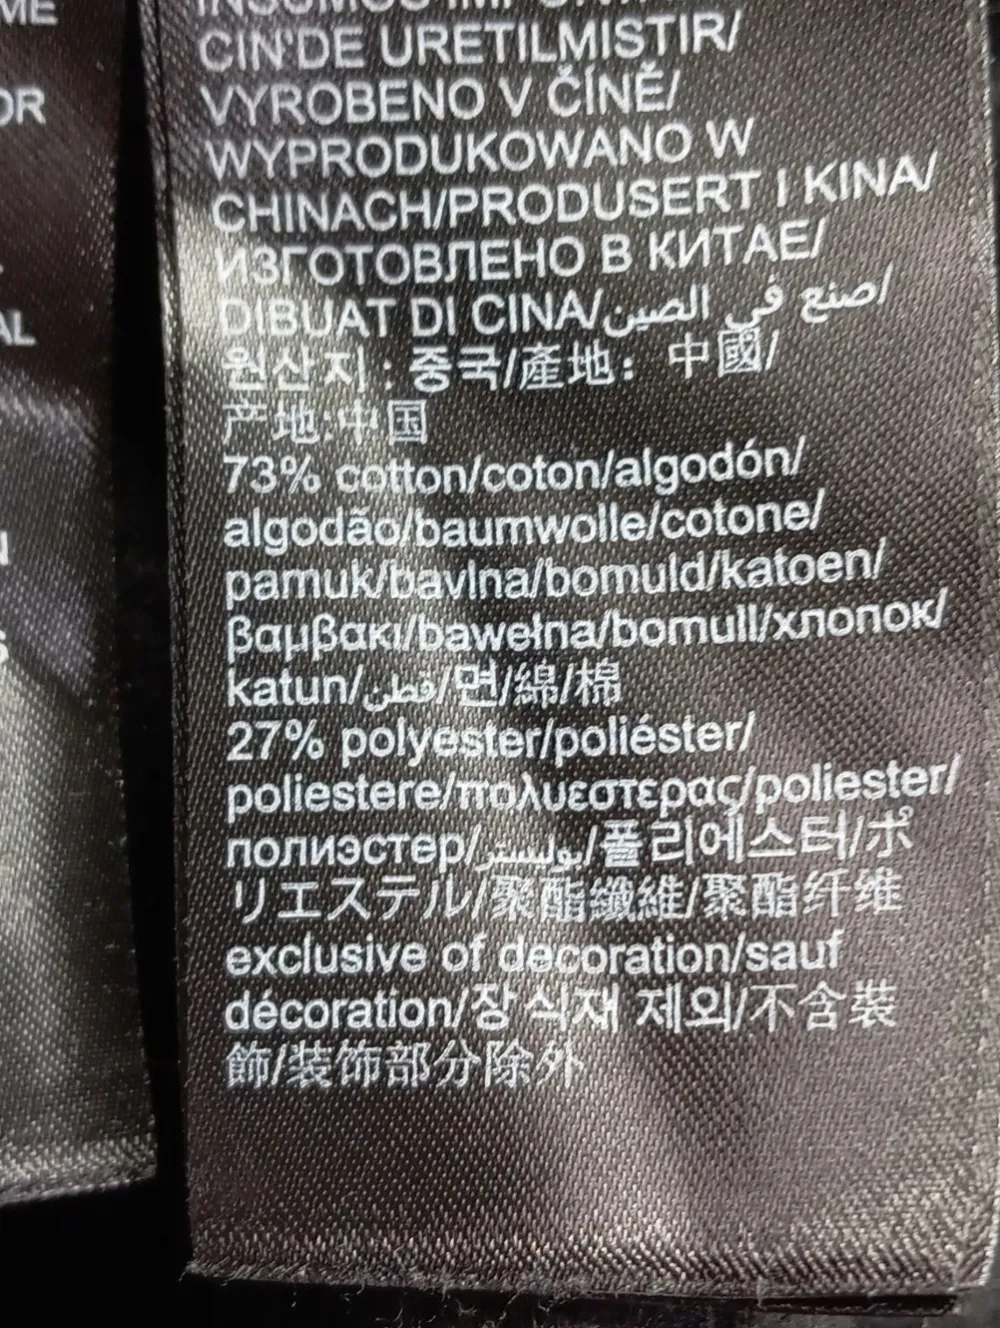 CIN'DE URETILMISTIR/
VYROBENO V ČÍNĚ/
WYPRODUKOWANO W
CHINACH/PRODUSERT I KINA/
ИЗГОТОВЛЕНО В КИТАЕ/
DIBUAT DI CINA/صنع في الصين/
원산지 : 중국/產地: 中國/
产地:中国
73% cotton/coton/algodón/
algodão/baumwolle/cotone/
pamuk/bavlna/bomuld/katoen/
βαμβακι/bawełna/bomull/хлопок/
katun/قطن/면/綿/棉
27% polyester/poliéster/
poliestere/πολυεστερας/poliester/
полиэстер/بوليستر/폴리에스터/ポ
リエステル/聚酯纖維/聚酯纤维
exclusive of decoration/sauf
décoration/장식재 제외/不含裝
飾/装饰部分除外